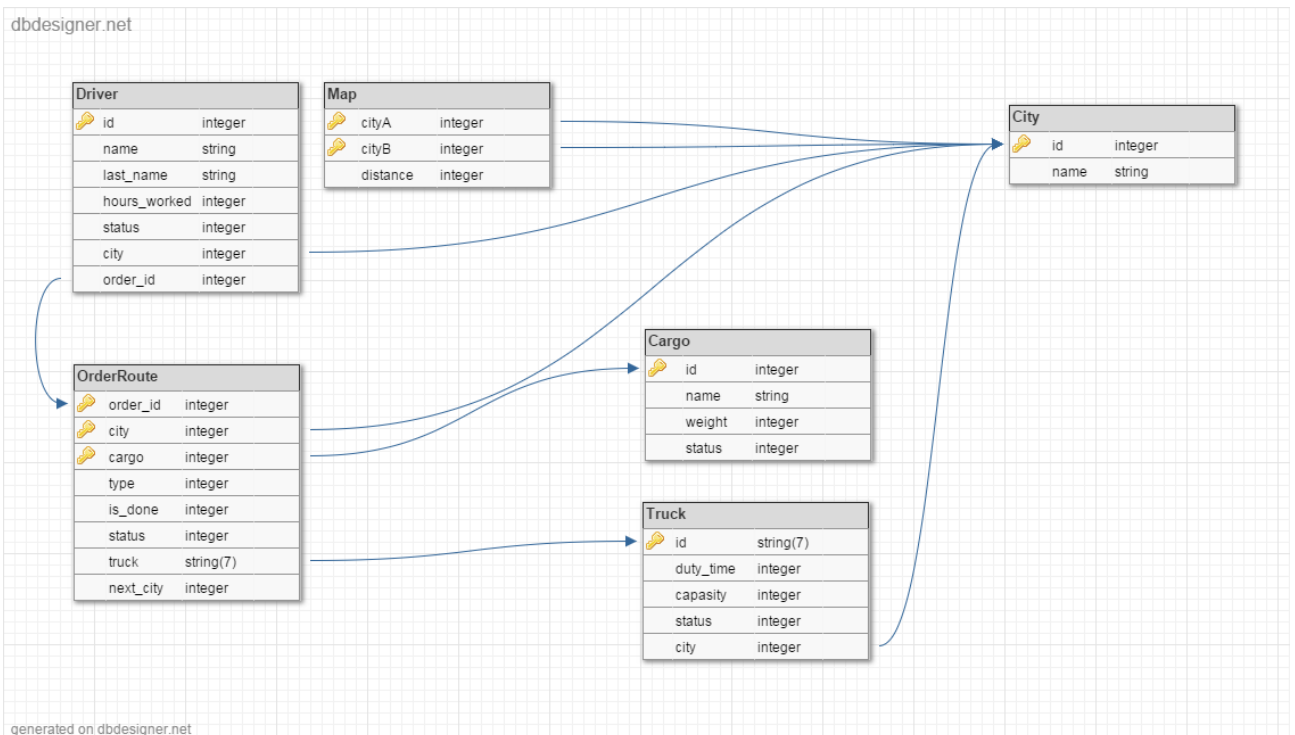 dbdesigner.net
Driver
id integer
name string
last_name string
hours_worked integer
status integer
city integer
order_id integer
Map
cityA integer
cityB integer
distance integer
City
id integer
name string
OrderRoute
order_id integer
city integer
cargo integer
type integer
is_done integer
status integer
truck string(7)
next_city integer
Cargo
id integer
name string
weight integer
status integer
Truck
id string(7)
duty_time integer
capasity integer
status integer
city integer
generated on dbdesigner.net